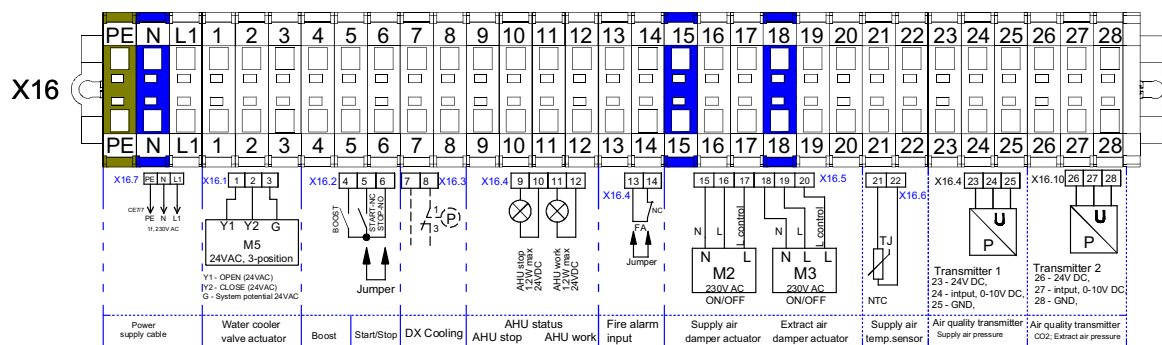 PE N L1 1 2 3 4 5 6 7 8 9 10 11 12 13 14 15 16 17 18 19 20 21 22 23 24 25 26 27 28
X16
PE N L1 1 2 3 4 5 6 7 8 9 10 11 12 13 14 15 16 17 18 19 20 21 22 23 24 25 26 27 28
X16.7 PE N L1
CE7/7
PE N L1
1f, 230V AC
X16.1 1 2 3
Y1 Y2 G
M5
24VAC, 3-position
Y1 - OPEN (24VAC)
Y2 - CLOSE (24VAC)
G - System potential 24VAC
X16.2 4 5 6
BOOST
START-NC
STOP-NO
Jumper
7 8 X16.3
1
3
P
X16.4 9 10 11 12
AHU stop
1,2W max
24VDC
AHU work
1,2W max
24VDC
13 14
X16.4
NC
FA
Jumper
15 16 17 18 19 20 X16.5
N L L control
N L L control
N L
M2
230V AC
ON/OFF
N L L
M3
230V AC
ON/OFF
21 22
X16.6
TJ
NTC
X16.4 23 24 25
U
P
Transmitter 1
23 - 24V DC,
24 - intput, 0-10V DC,
25 - GND,
X16.10 26 27 28
U
P
Transmitter 2
26 - 24V DC,
27 - intput, 0-10V DC,
28 - GND,
Power
supply cable
Water cooler
valve actuator
Boost
Start/Stop
DX Cooling
AHU status
AHU stop AHU work
Fire alarm
input
Supply air
damper actuator
Extract air
damper actuator
Supply air
temp.sensor
Air quality transmitter
Supply air pressure
Air quality transmitter
CO2; Extract air pressure